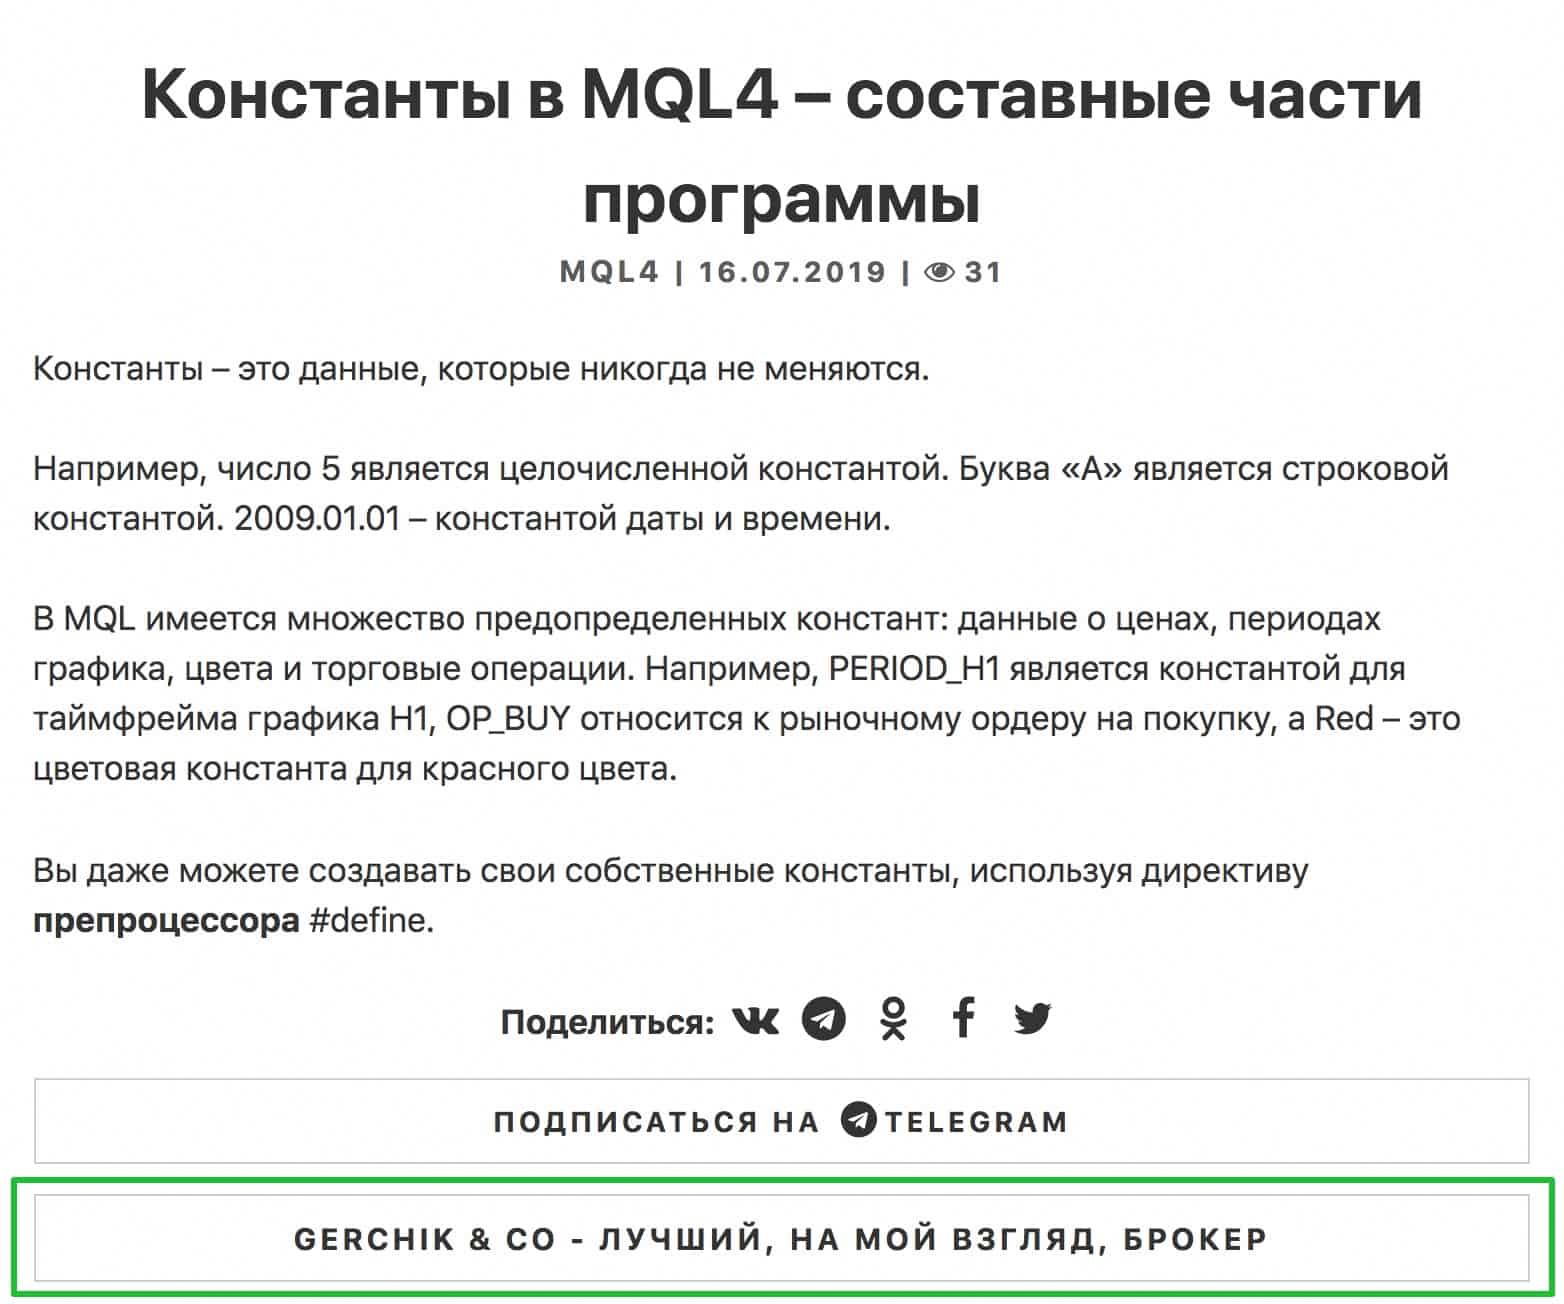 Константы в MQL4 – составные части
программы
MQL4 | 16.07.2019 | 31
Константы – это данные, которые никогда не меняются.
Например, число 5 является целочисленной константой. Буква «А» является строковой
константой. 2009.01.01 – константой даты и времени.
В MQL имеется множество предопределенных констант: данные о ценах, периодах
графика, цвета и торговые операции. Например, PERIOD_H1 является константой для
таймфрейма графика H1, OP_BUY относится к рыночному ордеру на покупку, а Red – это
цветовая константа для красного цвета.
Вы даже можете создавать свои собственные константы, используя директиву
препроцессора #define.
Поделиться:
ПОДПИСАТЬСЯ НА TELEGRAM
GERCHIK & CO - ЛУЧШИЙ, НА МОЙ ВЗГЛЯД, БРОКЕР